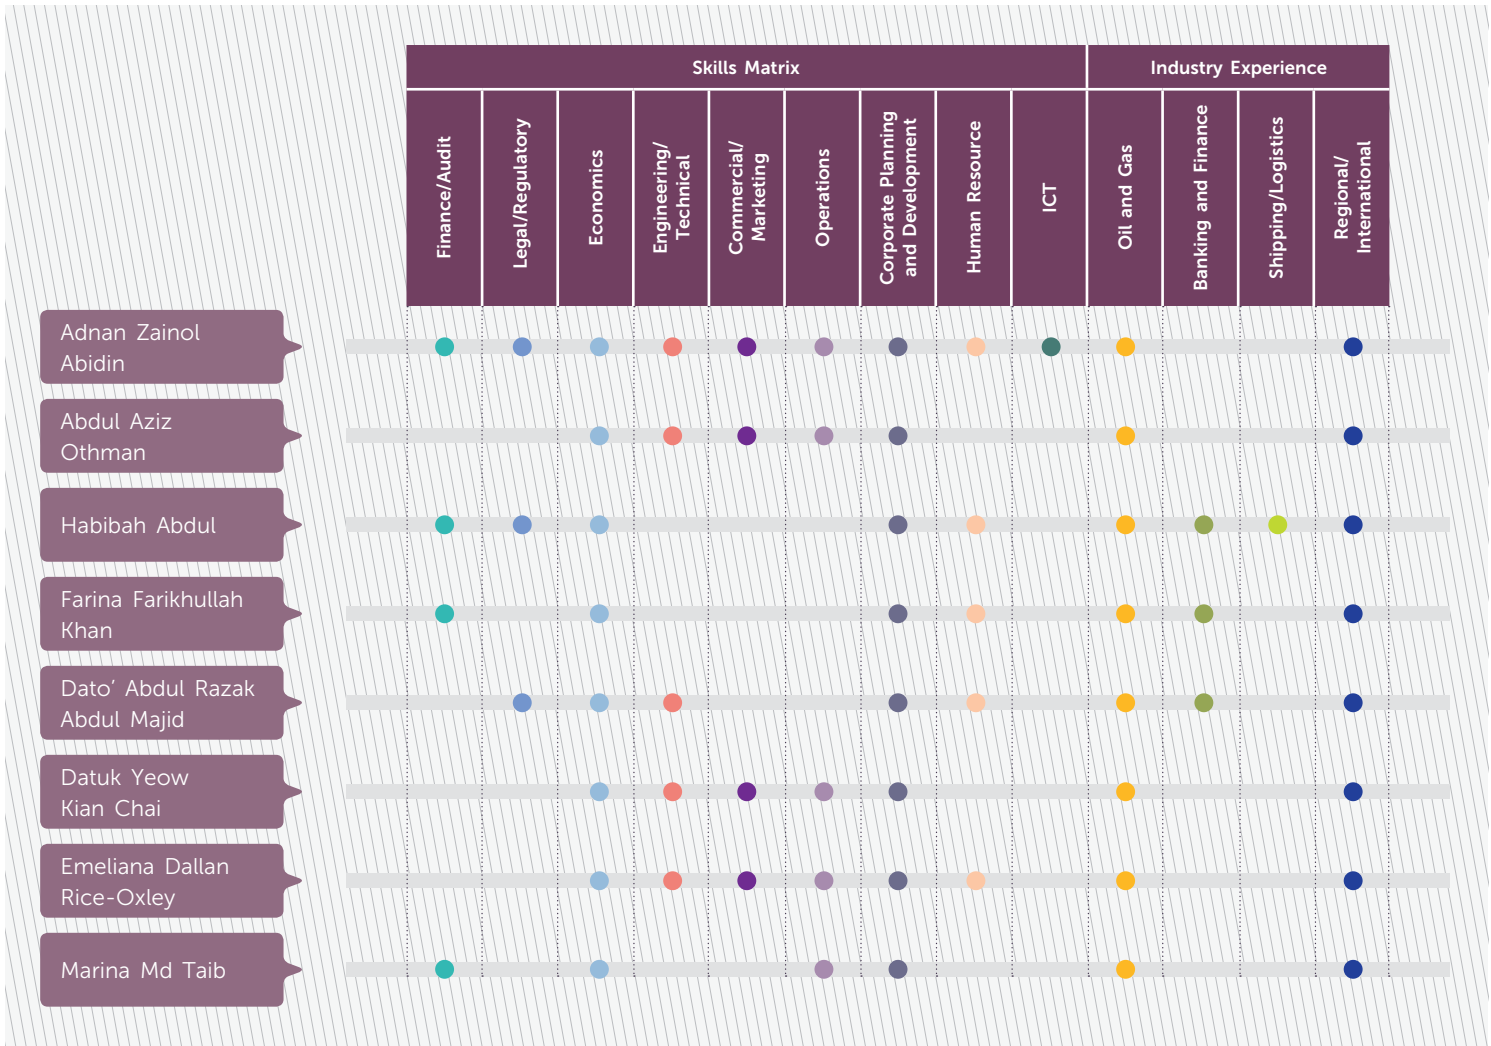 Skills Matrix
Industry Experience
Finance/Audit
Legal/Regulatory
Economics
Engineering/
Technical
Commercial/
Marketing
Operations
Corporate Planning
and Development
Human Resource
ICT
Oil and Gas
Banking and Finance
Shipping/Logistics
Regional/
International
Adnan Zainol
Abidin
Abdul Aziz
Othman
Habibah Abdul
Farina Farikhullah
Khan
Dato’ Abdul Razak
Abdul Majid
Datuk Yeow
Kian Chai
Emeliana Dallan
Rice-Oxley
Marina Md Taib